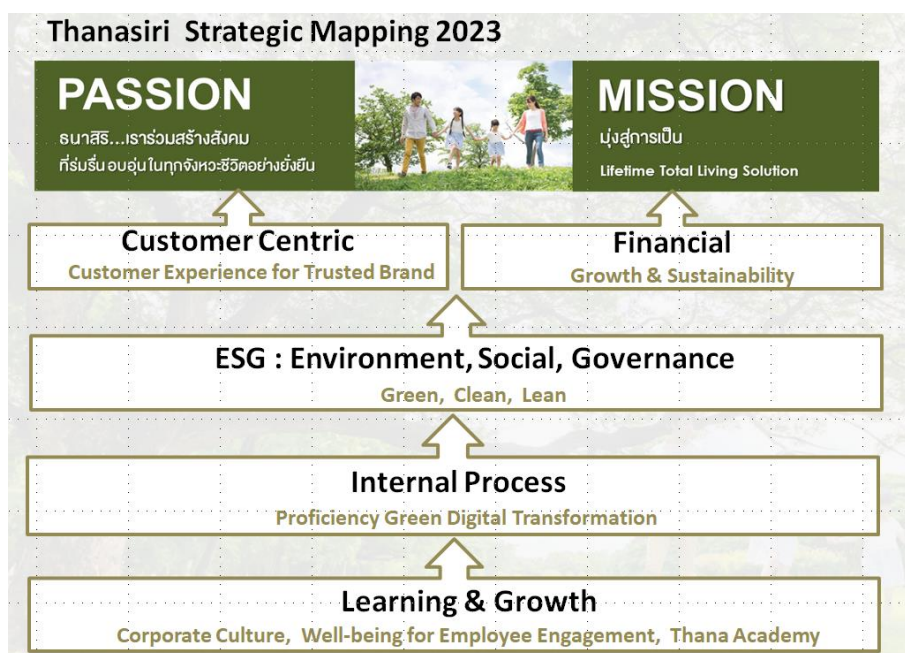 Thanasiri Strategic Mapping 2023
PASSION
ธนาสิริ...เราร่วมสร้างสังคม
ที่ร่มรื่น อบอุ่น ในทุกจังหวะชีวิตอย่างยั่งยืน
MISSION
มุ่งสู่การเป็น
Lifetime Total Living Solution
Customer Centric
Customer Experience for Trusted Brand
Financial
Growth & Sustainability
ESG : Environment, Social, Governance
Green, Clean, Lean
Internal Process
Proficiency Green Digital Transformation
Learning & Growth
Corporate Culture, Well-being for Employee Engagement, Thana Academy